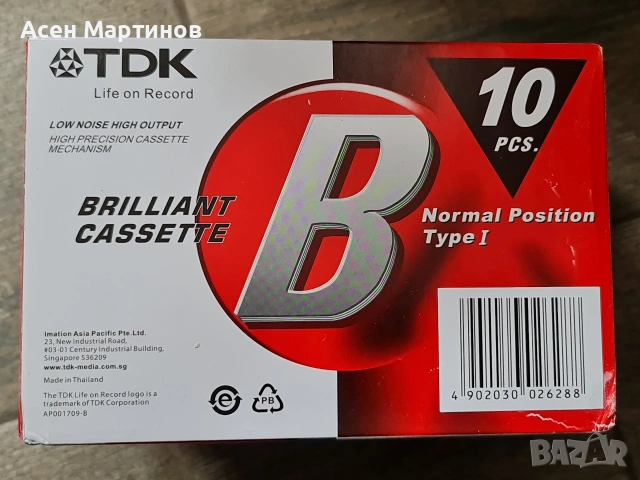 Асен Мартинов
TDK
Life on Record
LOW NOISE HIGH OUTPUT
HIGH PRECISION CASSETTE
MECHANISM
BRILLIANT
CASSETTE
B
10
PCS.
Normal Position
Type I
Imation Asia Pacific Pte.Ltd.
23, New Industrial Road,
#03-01 Century Industrial Building,
Singapore 536209
www.tdk-media.com.sg
Made in Thailand
The TDK Life on Record logo is a
trademark of TDK Corporation
AP001709-B
e
PB
4 902030 026288
BAZAR